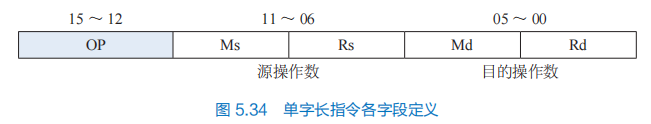 15～12 11～06 05～00
OP Ms Rs Md Rd
源操作数 目的操作数
图 5.34 单字长指令各字段定义